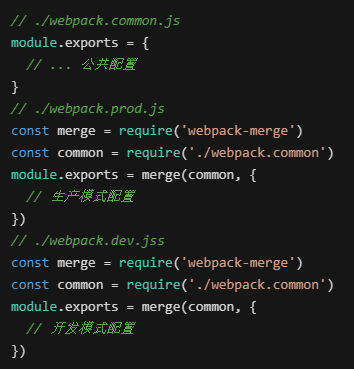 // ./webpack.common.js
module.exports = {
  // ... 公共配置
}
// ./webpack.prod.js
const merge = require('webpack-merge')
const common = require('./webpack.common')
module.exports = merge(common, {
  // 生产模式配置
})
// ./webpack.dev.jss
const merge = require('webpack-merge')
const common = require('./webpack.common')
module.exports = merge(common, {
  // 开发模式配置
})